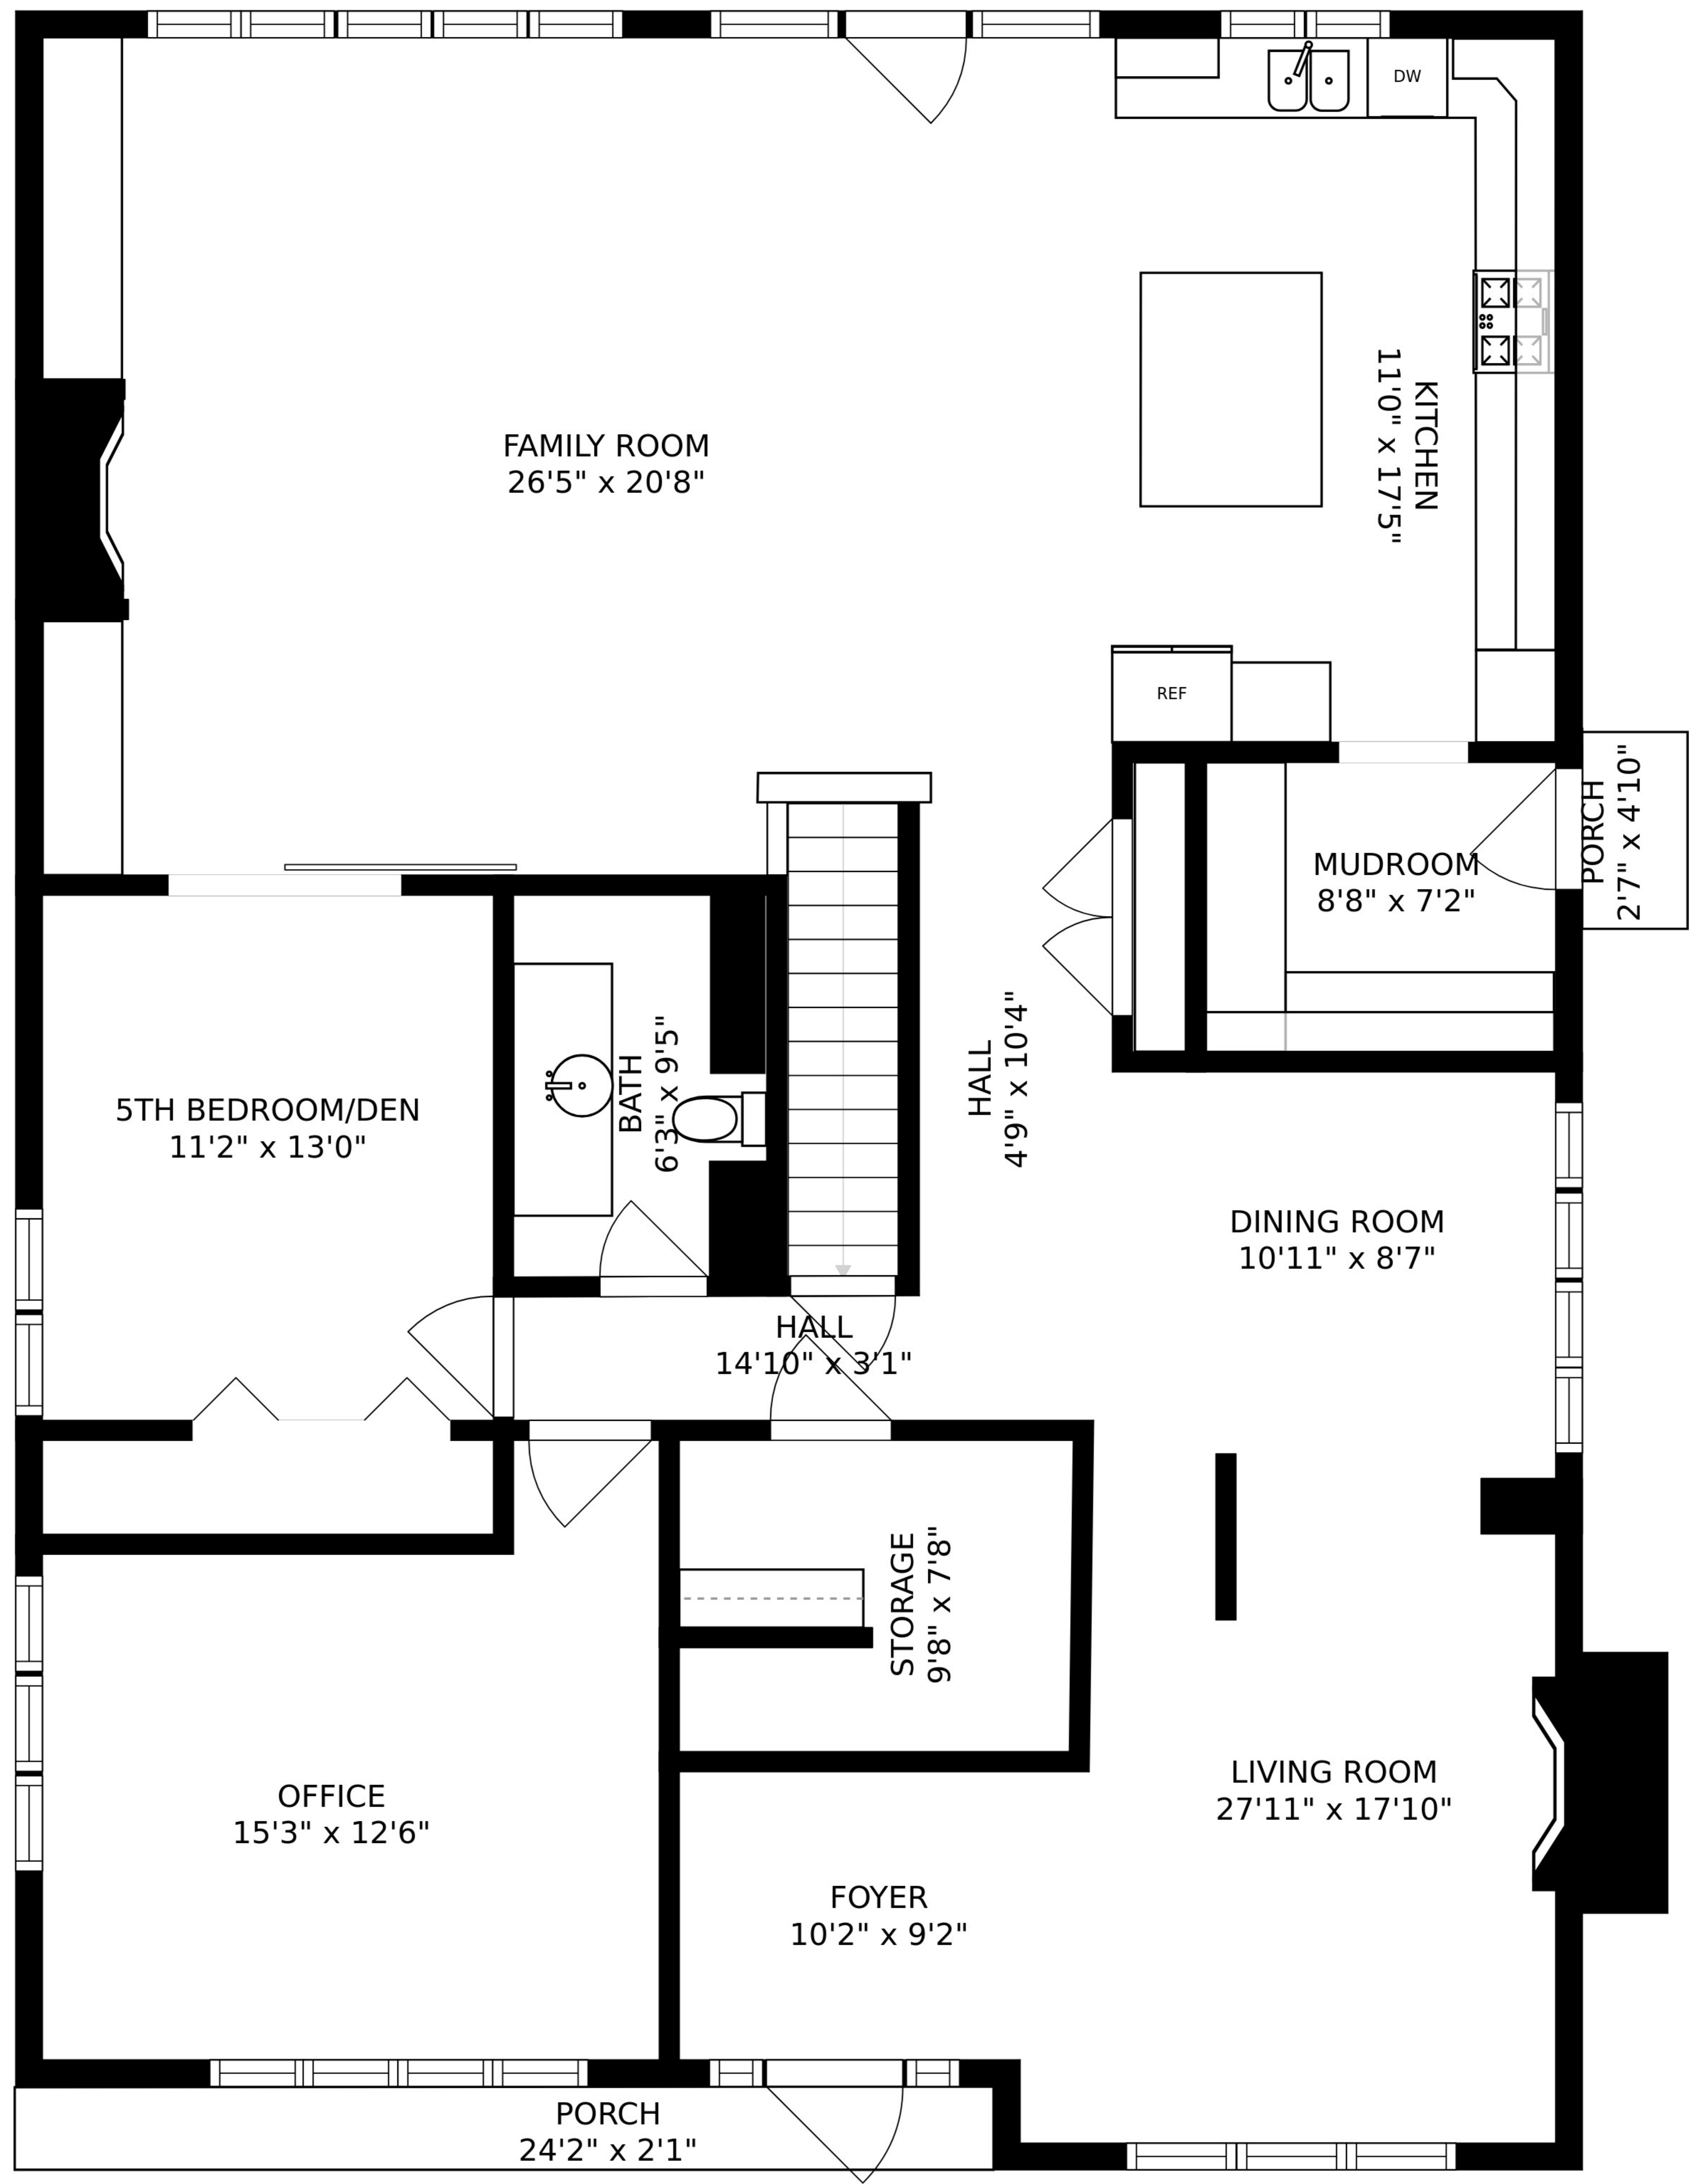 DW
FAMILY ROOM
26'5" x 20'8"
KITCHEN
11'0" x 17'5"
REF
MUDROOM
8'8" x 7'2"
PORCH
2'7" x 4'10"
5TH BEDROOM/DEN
11'2" x 13'0"
BATH
6'3" x 9'5"
HALL
4'9" x 10'4"
DINING ROOM
10'11" x 8'7"
HALL
14'10" x 3'1"
STORAGE
9'8" x 7'8"
OFFICE
15'3" x 12'6"
LIVING ROOM
27'11" x 17'10"
FOYER
10'2" x 9'2"
PORCH
24'2" x 2'1"